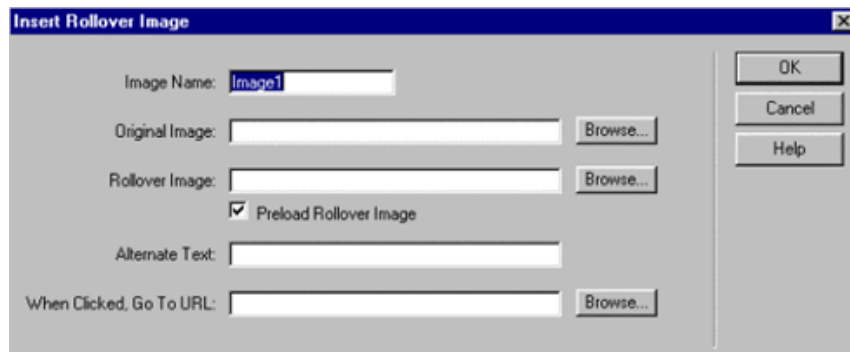 Insert Rollover Image
Image Name: Image1
Original Image: Browse...
Rollover Image: Browse...
Preload Rollover Image
Alternate Text:
When Clicked, Go To URL: Browse...
OK
Cancel
Help